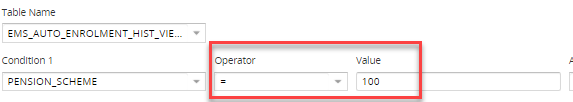 Table Name
EMS_AUTO_ENROLMENT_HIST_VIE...
Condition 1 Operator Value
PENSION_SCHEME = 100